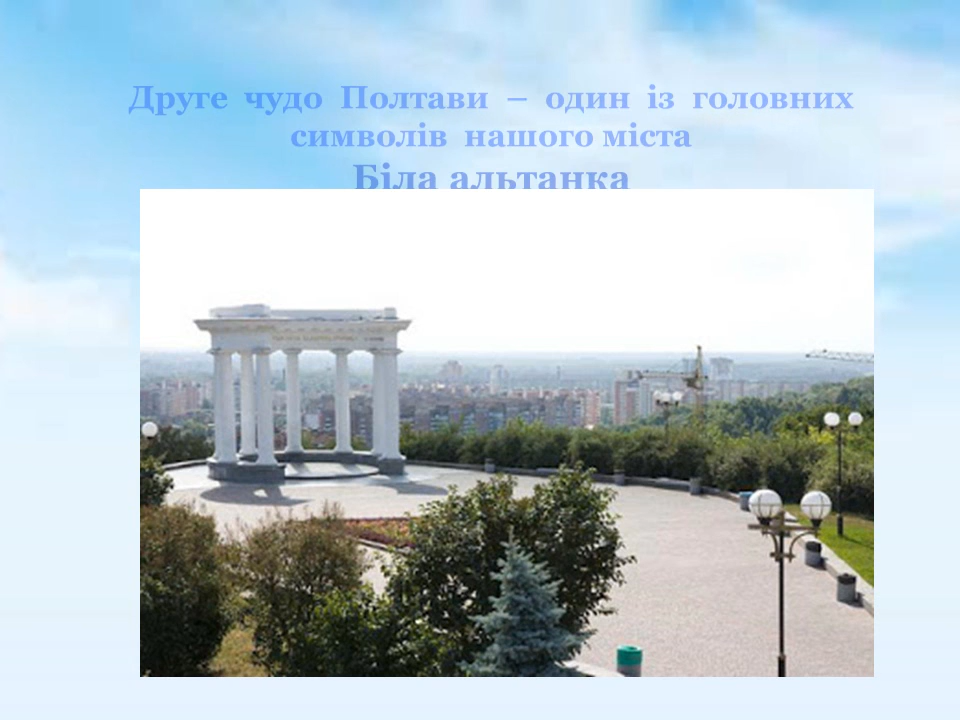 Друге чудо Полтави – один із головних
символів нашого міста
Біла альтанка